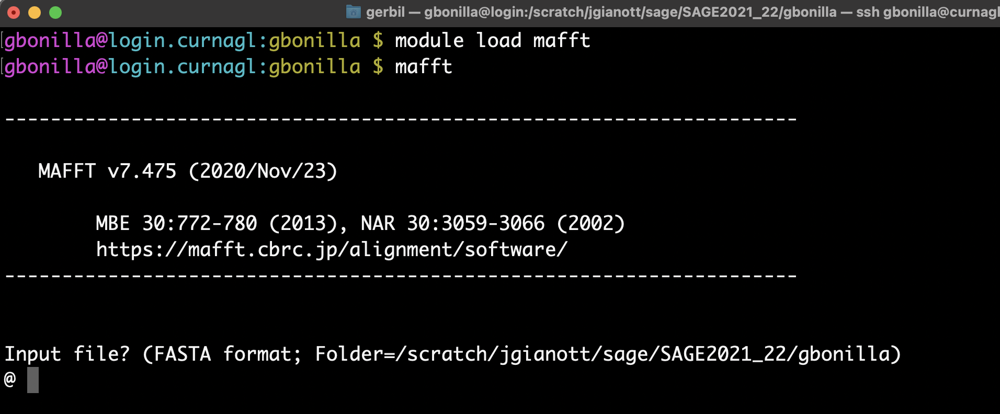 gerbil — gbonilla@login:/scratch/jgianott/sage/SAGE2021_22/gbonilla — ssh gbonilla@curnagl
[gbonilla@login.curnagl:gbonilla $ module load mafft
[gbonilla@login.curnagl:gbonilla $ mafft
---------------------------------------------------------------------
MAFFT v7.475 (2020/Nov/23)
MBE 30:772-780 (2013), NAR 30:3059-3066 (2002)
https://mafft.cbrc.jp/alignment/software/
---------------------------------------------------------------------
Input file? (FASTA format; Folder=/scratch/jgianott/sage/SAGE2021_22/gbonilla)
@